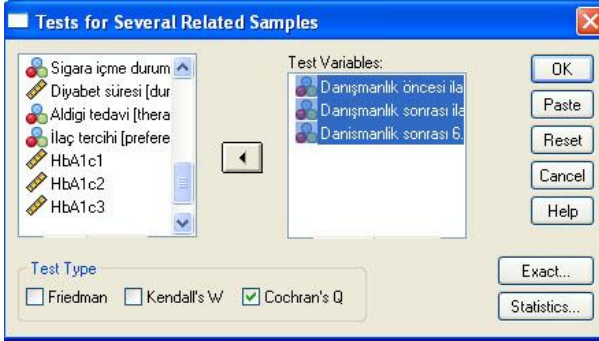 Tests for Several Related Samples
Sigara içme durum
Diyabet süresi [dur
Aldigi tedavi [thera
İlaç tercihi [prefere
HbA1c1
HbA1c2
HbA1c3
Test Variables:
Danışmanlık öncesi ila
Danışmanlık sonrası ila
Danismanlik sonrası 6.
OK
Paste
Reset
Cancel
Help
Test Type
Friedman
Kendall's W
Cochran's Q
Exact...
Statistics...